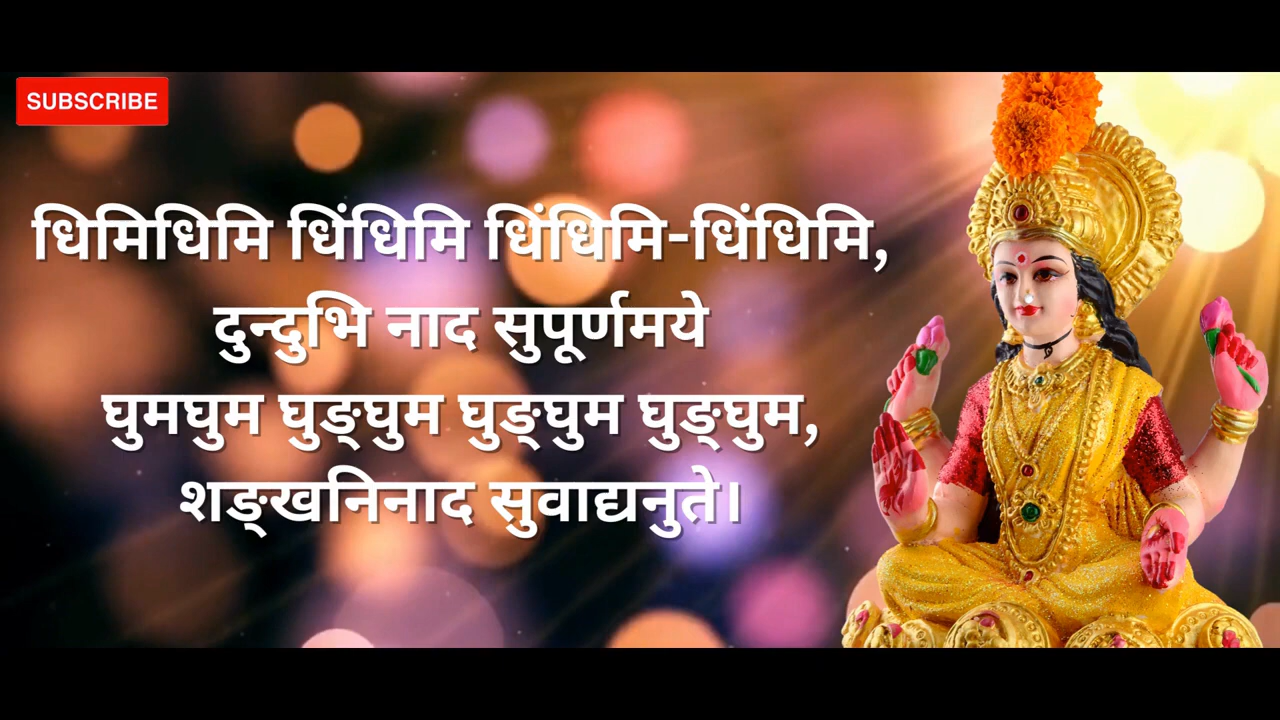 SUBSCRIBE
धिमिधिमि धिंधिमि धिंधिमि-धिंधिमि,
दुन्दुभि नाद सुपूर्णमये
घुमघुम घुङ्घुम घुङ्घुम घुङ्घुम,
शङ्खनिनाद सुवाद्यनुते।